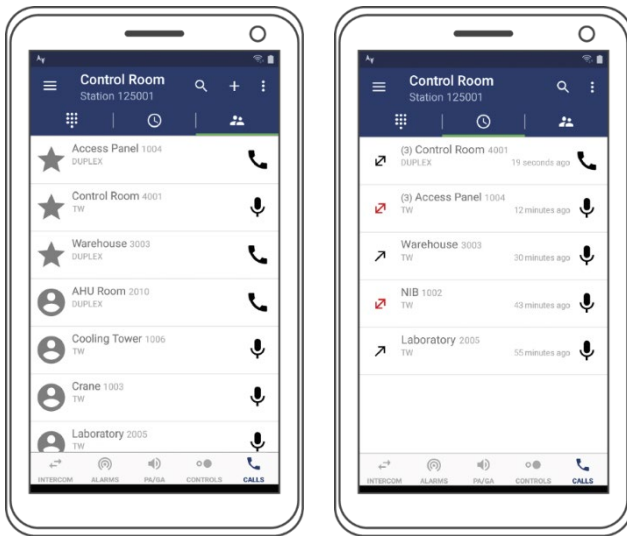 Control Room
Station 125001
Access Panel 1004
DUPLEX
Control Room 4001
TW
Warehouse 3003
DUPLEX
AHU Room 2010
DUPLEX
Cooling Tower 1006
TW
Crane 1003
TW
Laboratory 2005
TW
INTERCOM ALARMS PA/GA CONTROLS CALLS
Control Room
Station 125001
(3) Control Room 4001
DUPLEX 19 seconds ago
(3) Access Panel 1004
TW 12 minutes ago
Warehouse 3003
TW 30 minutes ago
NIB 1002
TW 43 minutes ago
Laboratory 2005
TW 55 minutes ago
INTERCOM ALARMS PA/GA CONTROLS CALLS